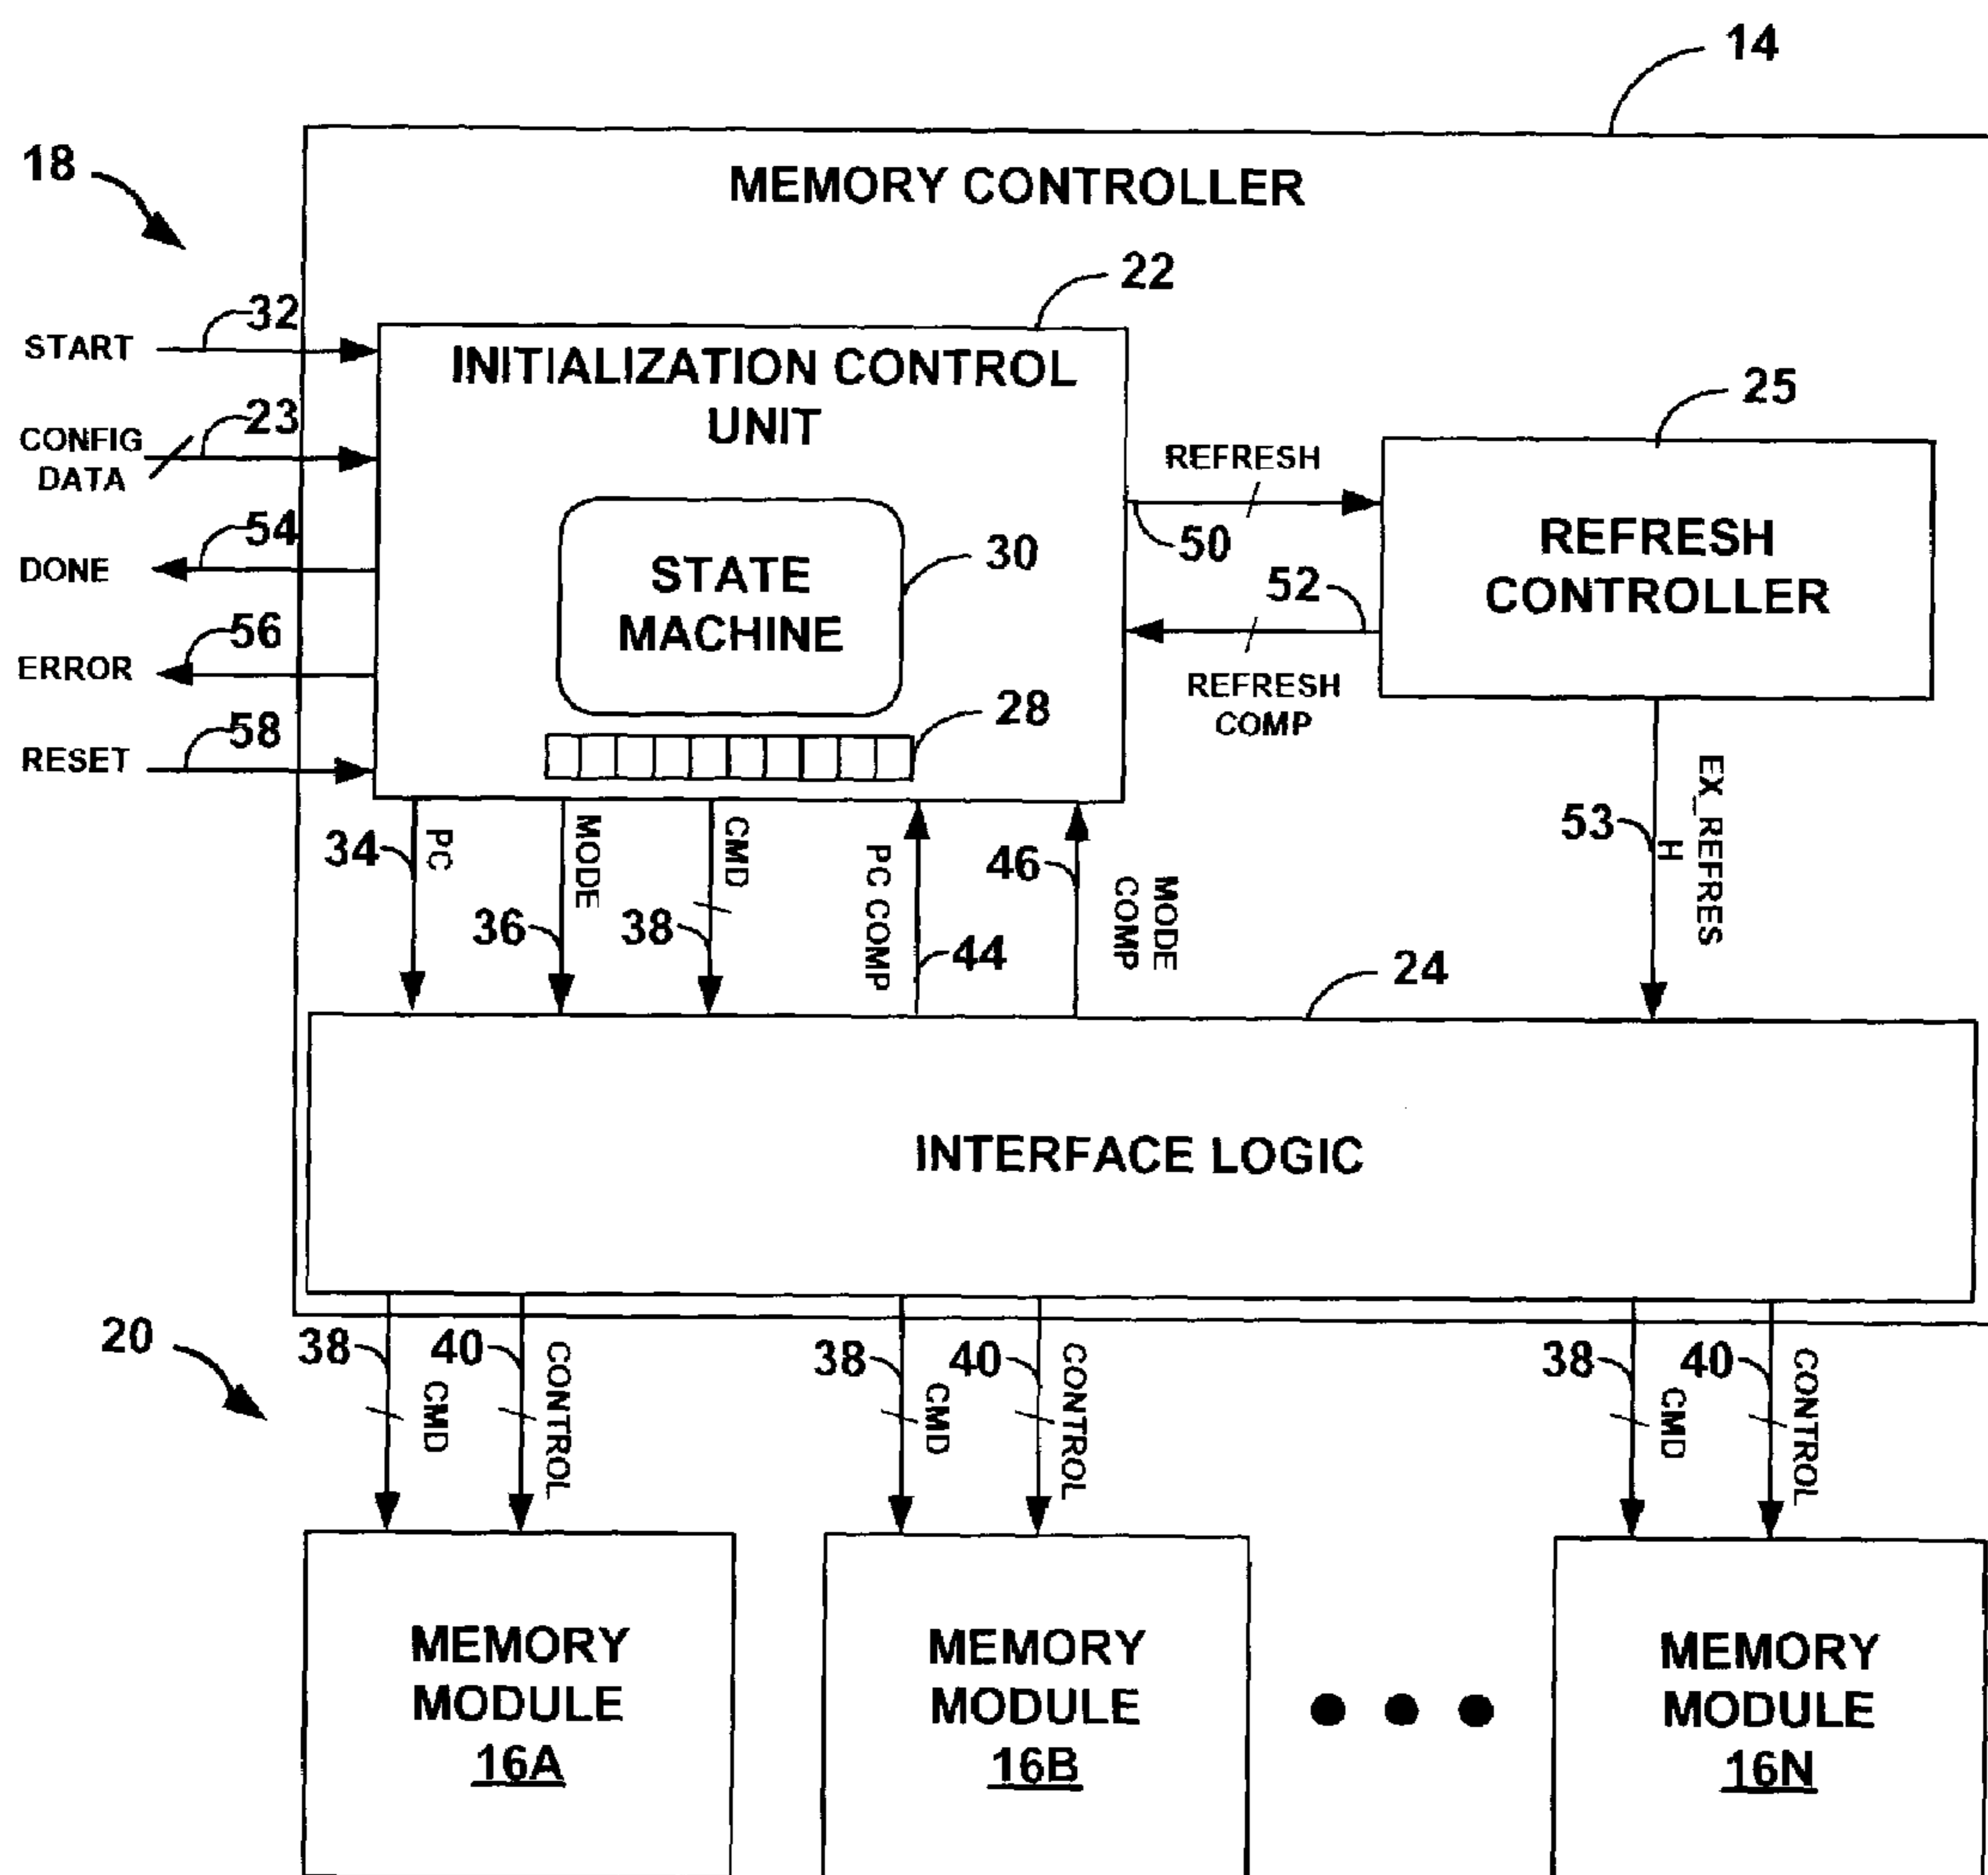 14
18
MEMORY CONTROLLER
22
32
START
INITIALIZATION CONTROL
UNIT
23
CONFIG
DATA
25
REFRESH
50
REFRESH
CONTROLLER
54
DONE
STATE
MACHINE
30
52
56
ERROR
REFRESH
COMP
28
58
RESET
34
PC
MODE
36
CMD
38
PC COMP
44
46
MODE
COMP
53
EX_REFRES
H
24
INTERFACE LOGIC
20
38
CMD
40
CONTROL
38
CMD
40
CONTROL
38
CMD
40
CONTROL
MEMORY
MODULE
16A
MEMORY
MODULE
16B
MEMORY
MODULE
16N